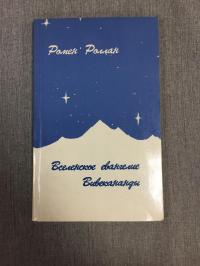 Ромен Роллан
Вселенское евангелие
Вивекананды